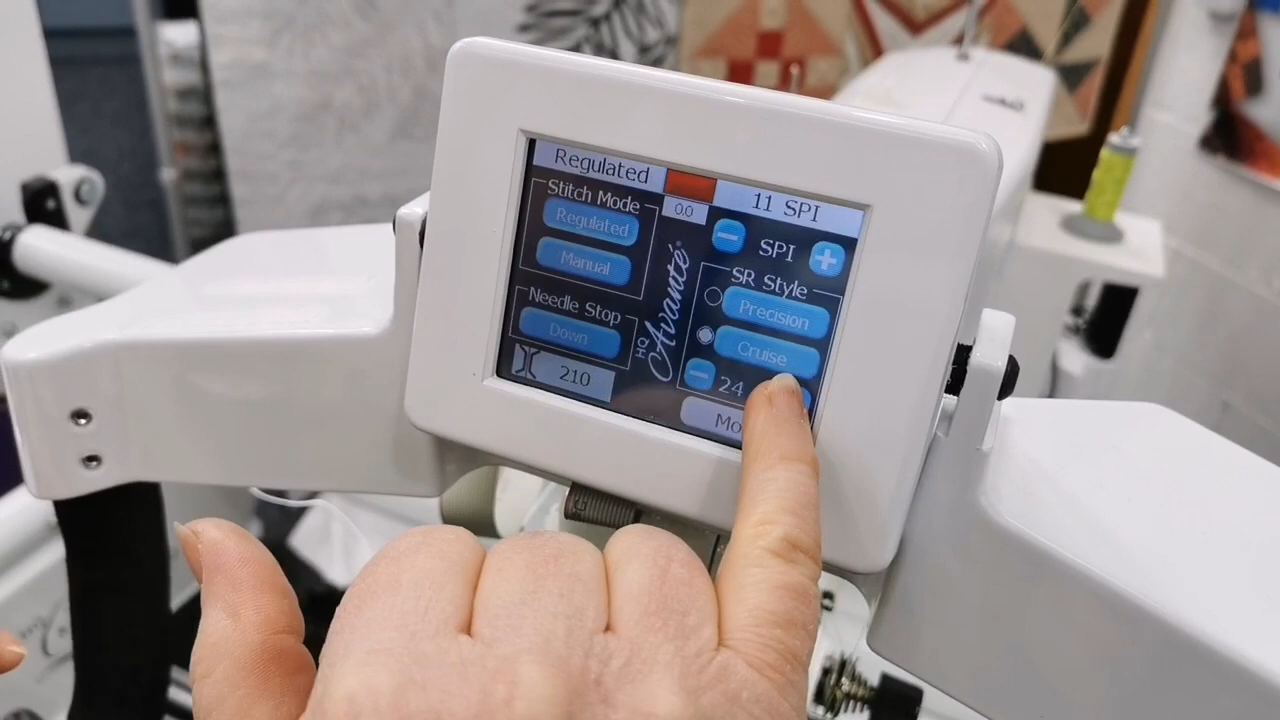 Regulated
0.0
11 SPI
Stitch Mode
Regulated
Manual
SPI
SR Style
Precision
Cruise
24
Needle Stop
Down
210
HQ Avanté